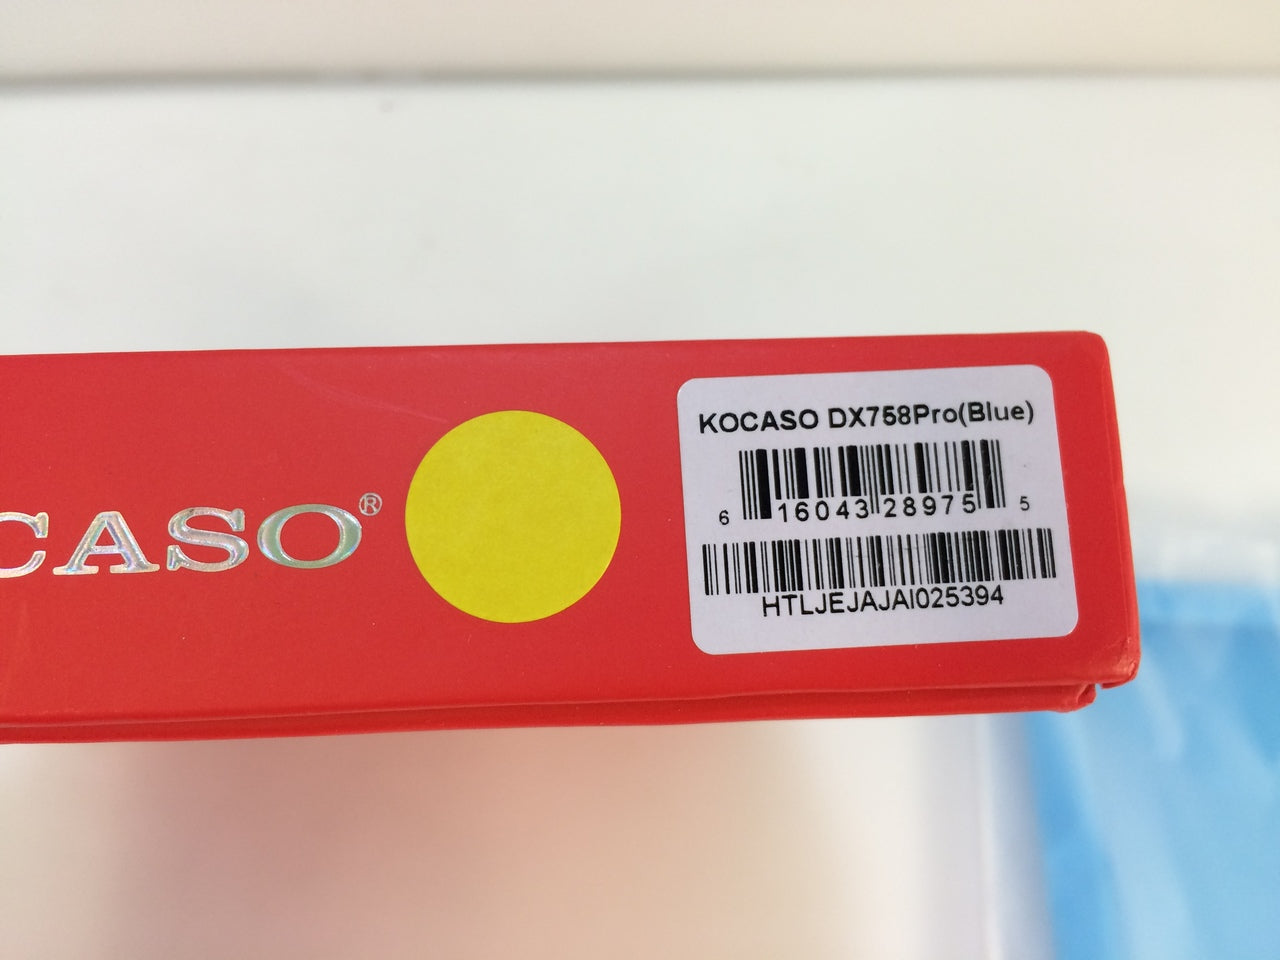 CASO®
KOCASO DX758Pro(Blue)
6 16043 28975 5
HTLJEJAJAI025394